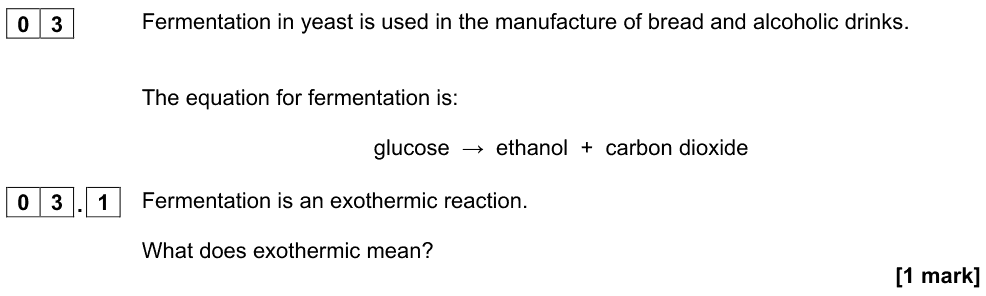 0 3 Fermentation in yeast is used in the manufacture of bread and alcoholic drinks.
The equation for fermentation is:
glucose → ethanol + carbon dioxide
0 3 . 1 Fermentation is an exothermic reaction.
What does exothermic mean?
[1 mark]